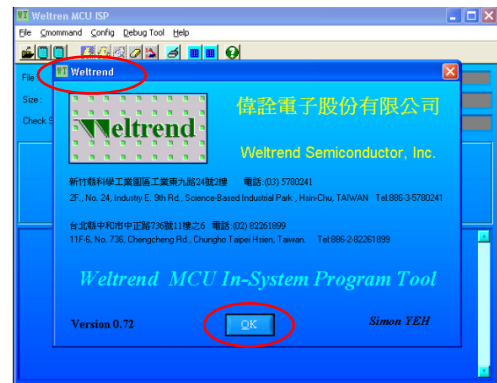 Weltren MCU ISP
File Cmommand Config Debug Tool Help
File
Weltrend
Size :
Check S
Weltrend
偉詮電子股份有限公司
Weltrend Semiconductor, Inc.
新竹縣科學工業園區工業東九路24號2樓 電話:(03) 5780241
2F., No. 24, Industry E. 9th Rd., Science-Based Industrial Park , Hsin-Chu, TAIWAN Tel:886-3-5780241
台北縣中和市中正路736號11樓之6 電話:(02) 82261899
11F-6, No. 736, Chengcheng Rd., Chungho Taipei Hsien, Taiwan. Tel:886-2-82261899
Weltrend MCU In-System Program Tool
Version 0.72
OK
Simon YEH